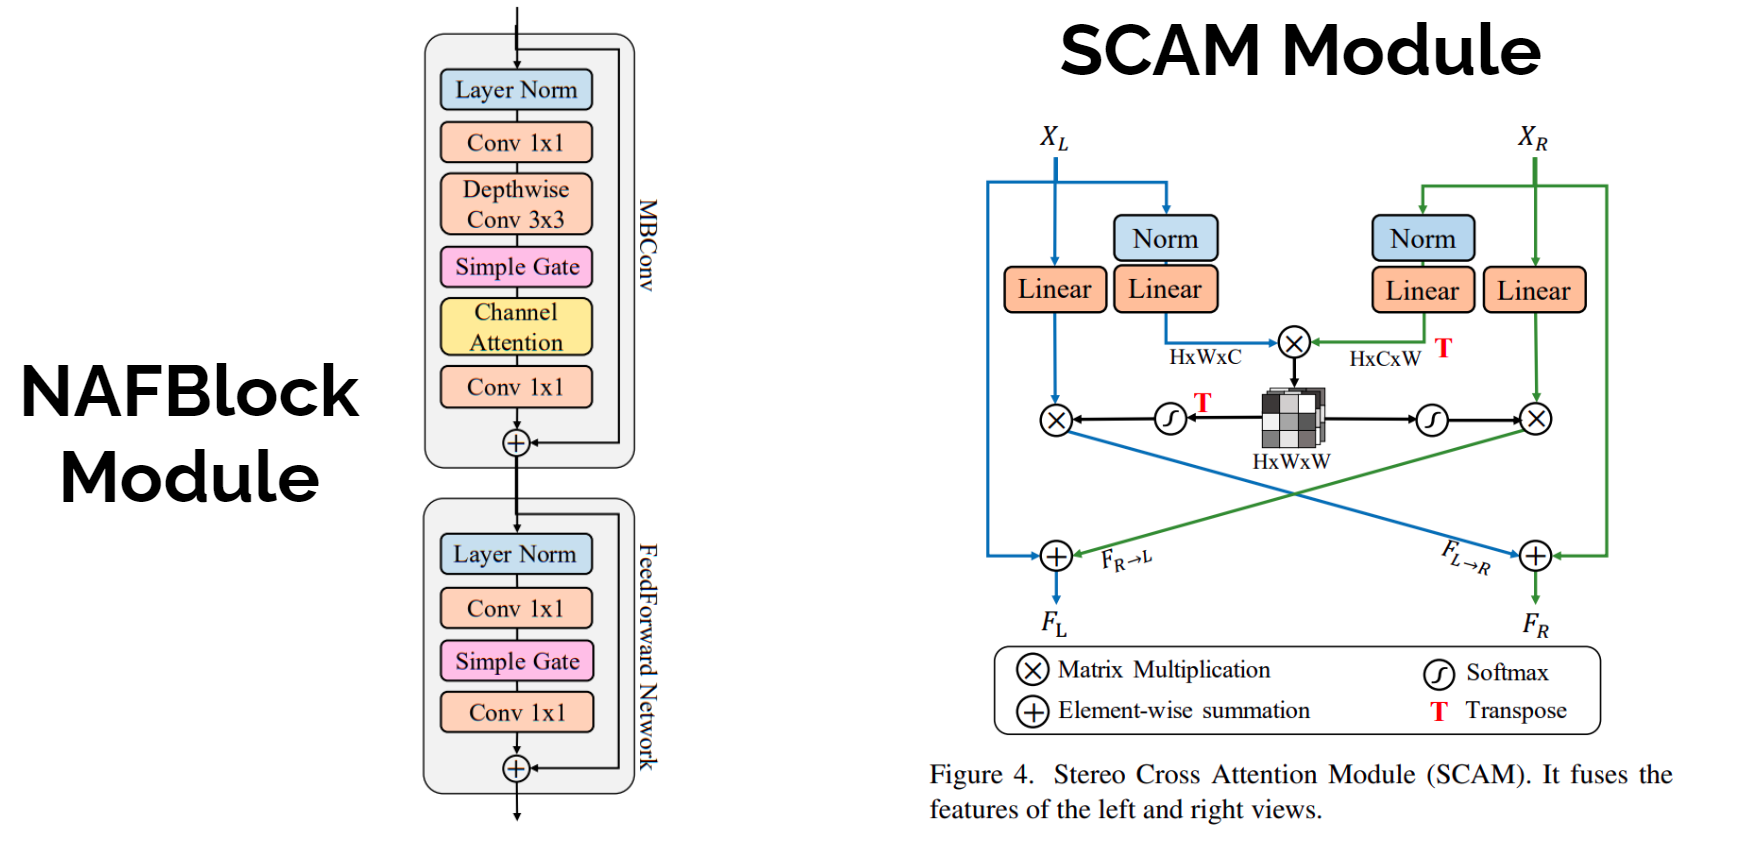 NAFBlock
Module
Layer Norm
Conv 1x1
Depthwise
Conv 3x3
Simple Gate
Channel
Attention
Conv 1x1
MBConv
Layer Norm
Conv 1x1
Simple Gate
Conv 1x1
FeedForward Network
SCAM Module
X_L
X_R
Norm
Norm
Linear
Linear
Linear
Linear
HxWxC
HxCxW
T
T
HxWxW
F_{R→L}
F_{L→R}
F_L
F_R
Matrix Multiplication
Softmax
Element-wise summation
T Transpose
Figure 4. Stereo Cross Attention Module (SCAM). It fuses the
features of the left and right views.